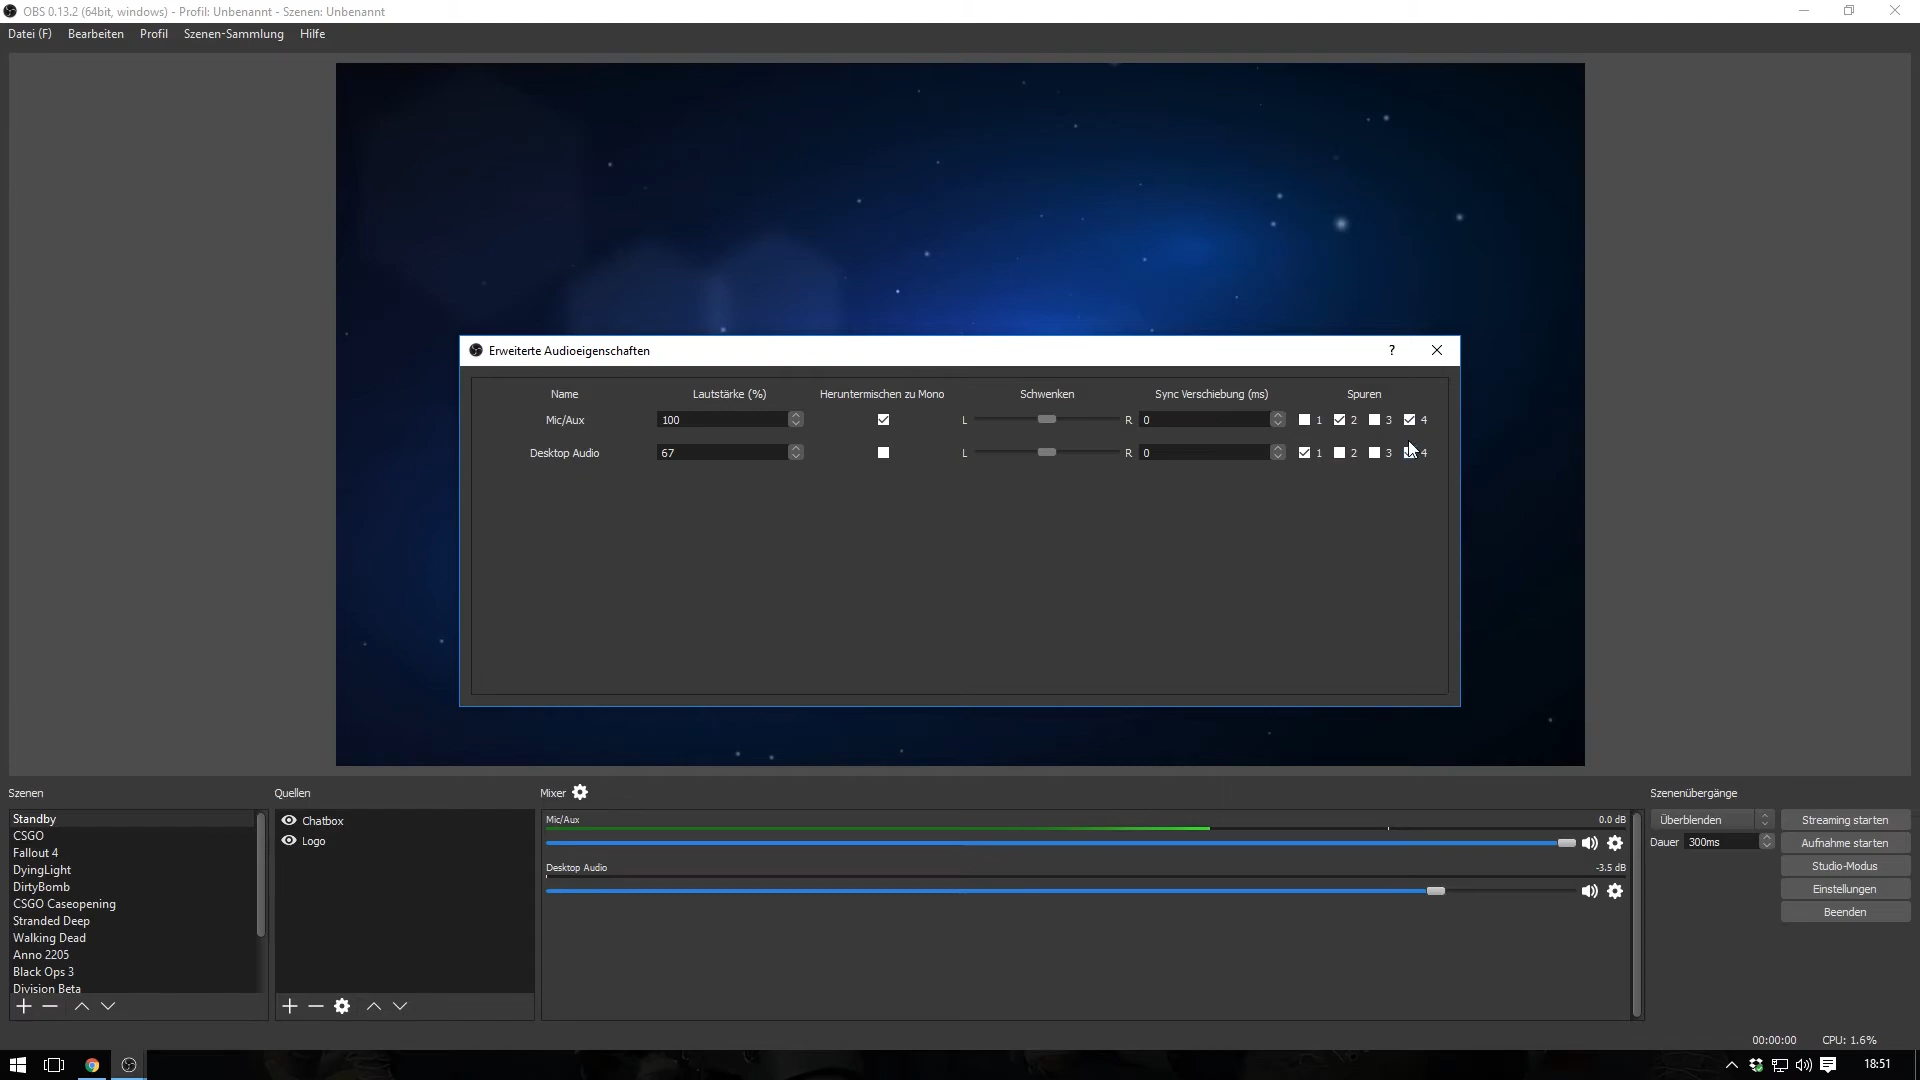 OBS 0.13.2 (64bit, windows) - Profil: Unbenannt - Szenen: Unbenannt
Datei (F) Bearbeiten Profil Szenen-Sammlung Hilfe
Erweiterte Audioeigenschaften ?
Name Lautstärke (%) Heruntermischen zu Mono Schwenken Sync Verschiebung (ms) Spuren
Mic/Aux 100 L R 0 1 2 3 4
Desktop Audio 67 L R 0 1 2 3 4
Szenen
Standby
CSGO
Fallout 4
DyingLight
DirtyBomb
CSGO Caseopening
Stranded Deep
Walking Dead
Anno 2205
Black Ops 3
Division Beta
Quellen
Chatbox
Logo
Mixer
Mic/Aux 0.0 dB
Desktop Audio -3.5 dB
Szenenübergänge
Überblenden
Dauer 300ms
Streaming starten
Aufnahme starten
Studio-Modus
Einstellungen
Beenden
00:00:00 CPU: 1.6%
18:51